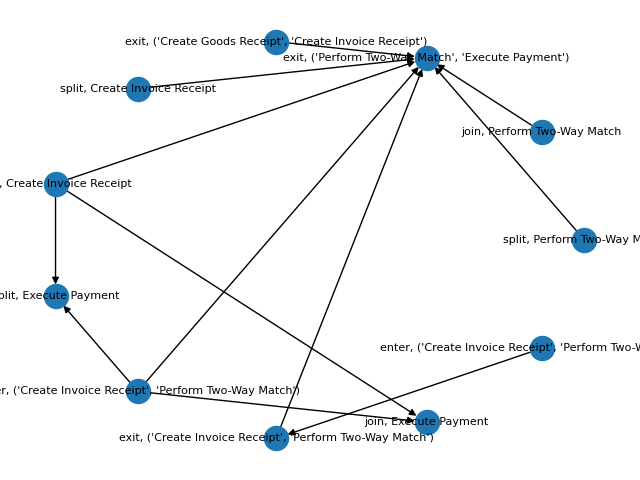 exit, ('Create Goods Receipt', 'Create Invoice Receipt')
exit, ('Perform Two-Way Match', 'Execute Payment')
split, Create Invoice Receipt
join, Perform Two-Way Match
, Create Invoice Receipt
split, Perform Two-Way M
plit, Execute Payment
enter, ('Create Invoice Receipt', 'Perform Two-W
er, ('Create Invoice Receipt', 'Perform Two-Way Match')
join, Execute Payment
exit, ('Create Invoice Receipt', 'Perform Two-Way Match')